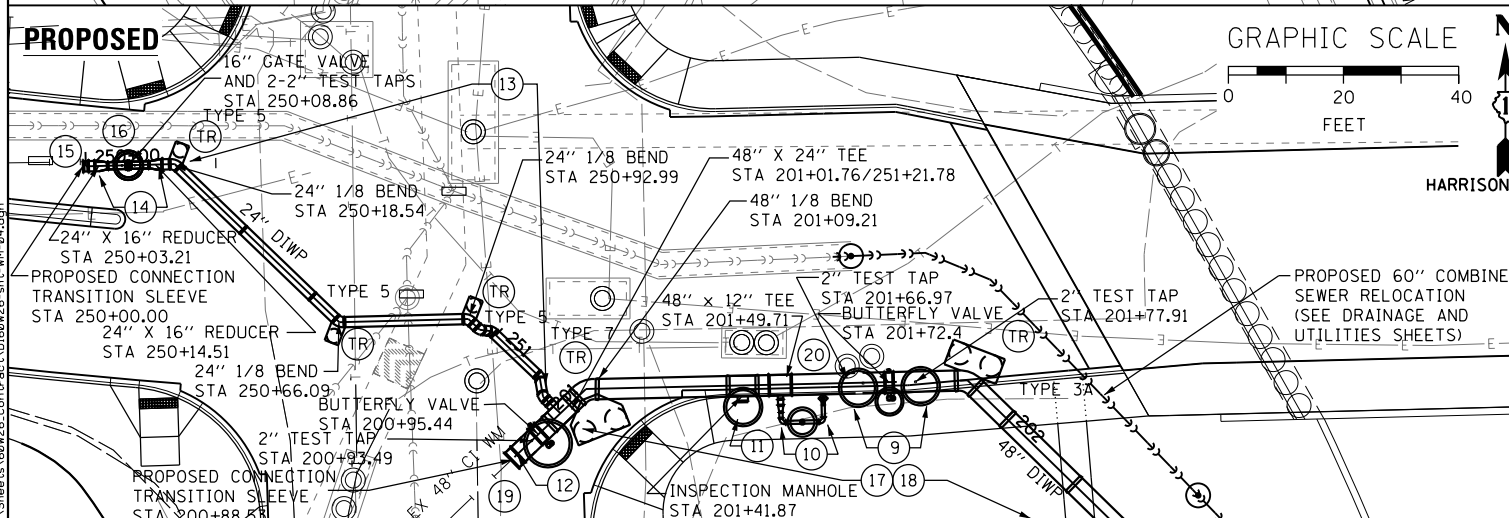 PROPOSED
16" GATE VALVE
AND 2-2" TEST TAPS
STA 250+08.86
TYPE 5
TR
13
16
15
14
24" 1/8 BEND
STA 250+18.54
24" DIWP
24" X 16" REDUCER
STA 250+03.21
PROPOSED CONNECTION
TRANSITION SLEEVE
STA 250+00.00
24" X 16" REDUCER
STA 250+14.51
24" 1/8 BEND
STA 250+66.09
TYPE 5
TR
24" 1/8 BEND
STA 250+92.99
TR
TYPE 5
251
TYPE 7
TR
48" X 24" TEE
STA 201+01.76/251+21.78
48" 1/8 BEND
STA 201+09.21
48" x 12" TEE
STA 201+49.71
2" TEST TAP
STA 201+66.97
BUTTERFLY VALVE
STA 201+72.4
20
2" TEST TAP
STA 201+77.91
TR
TYPE 3A
PROPOSED 60" COMBINE
SEWER RELOCATION
(SEE DRAINAGE AND
UTILITIES SHEETS)
BUTTERFLY VALVE
STA 200+95.44
2" TEST TAP
STA 200+93.49
PROPOSED CONNECTION
TRANSITION SLEEVE
EX 48" CI WM
19
12
11
10
9
17
18
INSPECTION MANHOLE
STA 201+41.87
202
48" DIWP
GRAPHIC SCALE
0 20 40
FEET
N
HARRISON